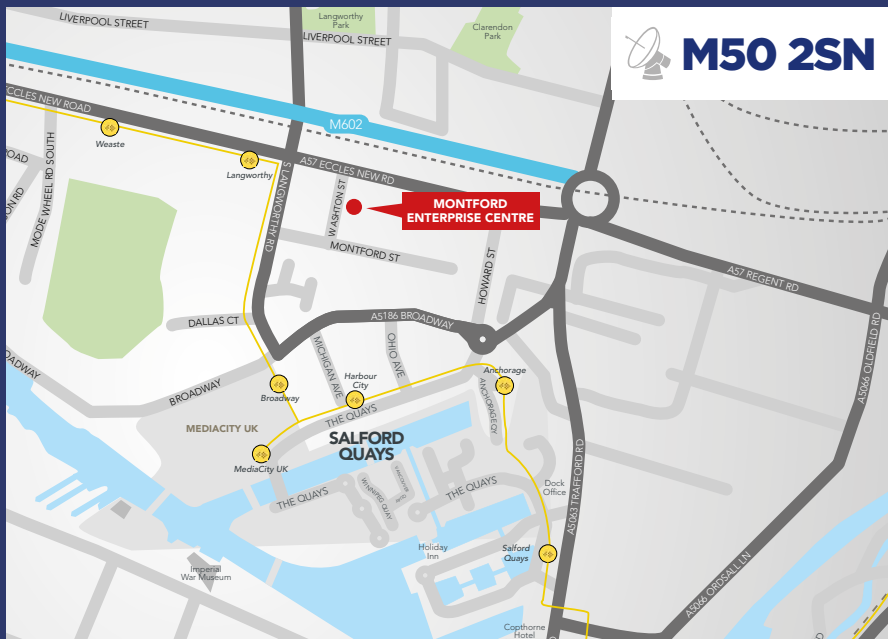 LIVERPOOL STREET
Langworthy
Park
LIVERPOOL STREET
Clarendon
Park
M50 2SN
ECCLES NEW ROAD
M602
Weaste
Langworthy
A57 ECCLES NEW RD
MODE WHEEL RD SOUTH
S LANGWORTHY RD
W ASHTON ST
MONTFORD
ENTERPRISE CENTRE
MONTFORD ST
HOWARD ST
A57 REGENT RD
DALLAS CT
A5186 BROADWAY
A5066 OLDFIELD RD
MICHIGAN AVE
OHIO AVE
Harbour
City
Anchorage
ANCHORAGE QY
BROADWAY
Broadway
THE QUAYS
MEDIACITY UK
SALFORD
QUAYS
MediaCity UK
THE QUAYS
WINNIPEG QUAY
THE QUAYS
Dock
Office
A5063 TRAFFORD RD
Holiday
Inn
Salford
Quays
Imperial
War Museum
A5066 ORDSALL LN
Copthorne
Hotel